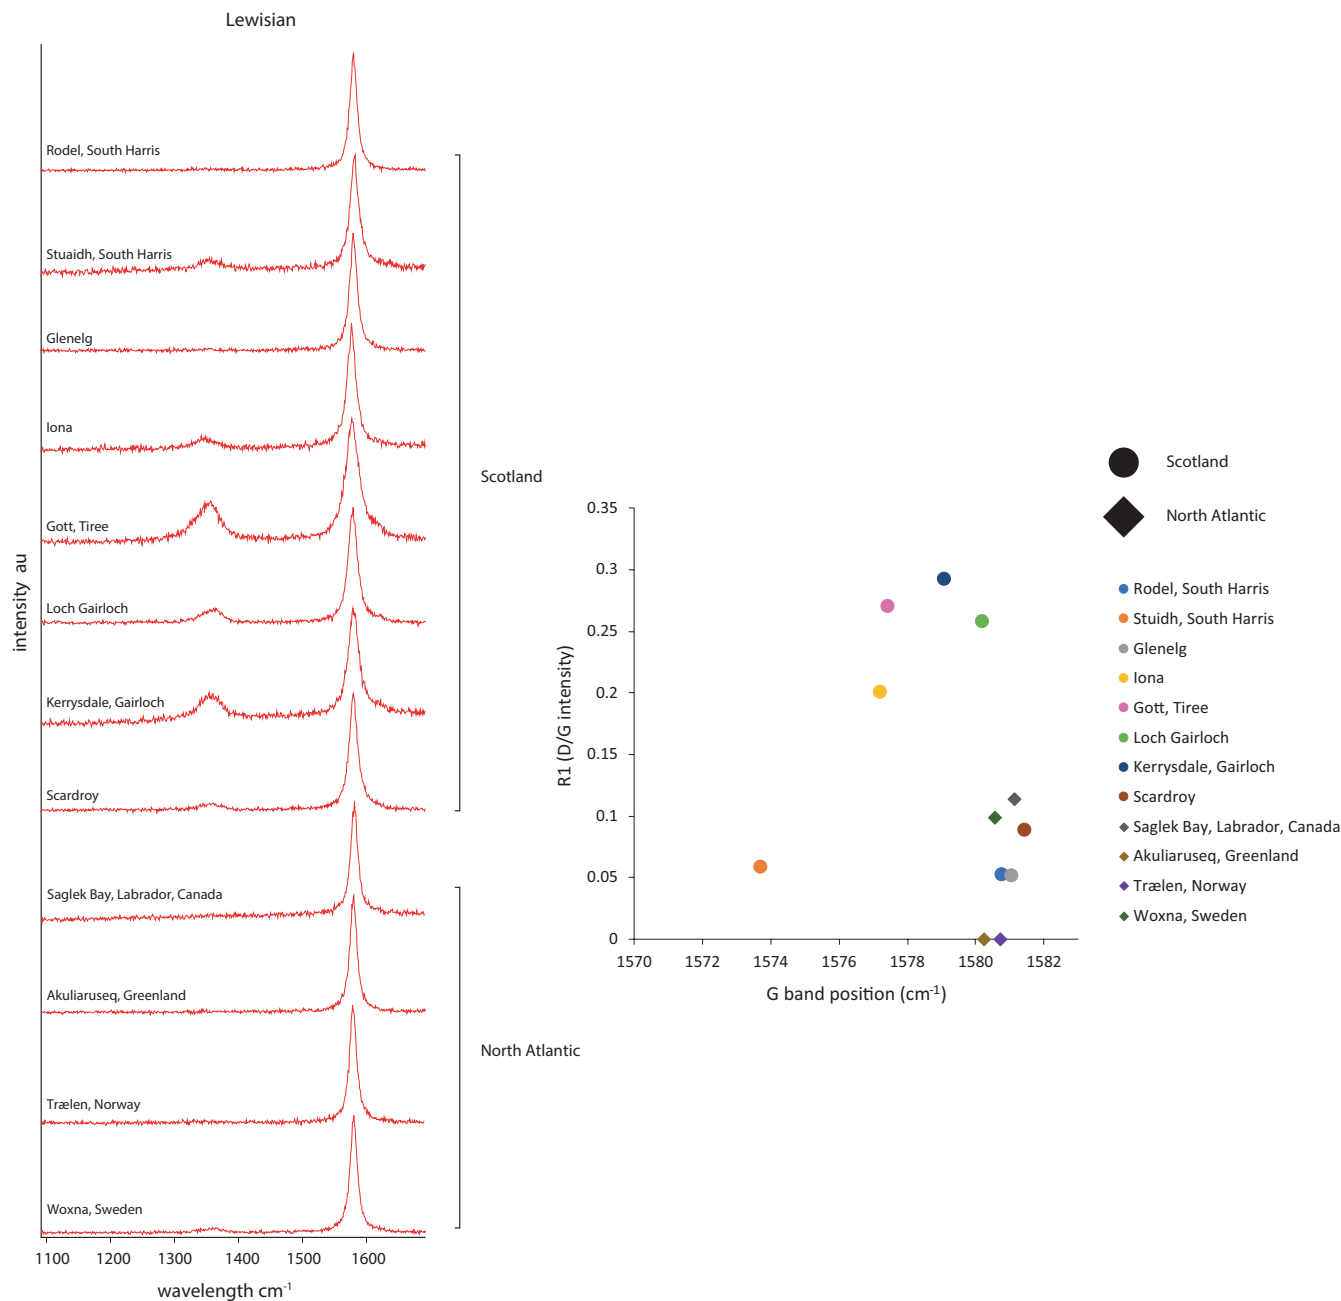 Lewisian
Rodel, South Harris
Stuaidh, South Harris
Glenelg
Iona
Gott, Tiree
Loch Gairloch
Kerrysdale, Gairloch
Scardroy
Saglek Bay, Labrador, Canada
Akuliaruseq, Greenland
Trælen, Norway
Woxna, Sweden
intensity au
1100 1200 1300 1400 1500 1600
wavelength cm-1
Scotland
North Atlantic
0.35
0.3
0.25
0.2
0.15
0.1
0.05
0
R1 (D/G intensity)
1570 1572 1574 1576 1578 1580 1582
G band position (cm-1)
Scotland
North Atlantic
Rodel, South Harris
Stuidh, South Harris
Glenelg
Iona
Gott, Tiree
Loch Gairloch
Kerrysdale, Gairloch
Scardroy
Saglek Bay, Labrador, Canada
Akuliaruseq, Greenland
Trælen, Norway
Woxna, Sweden